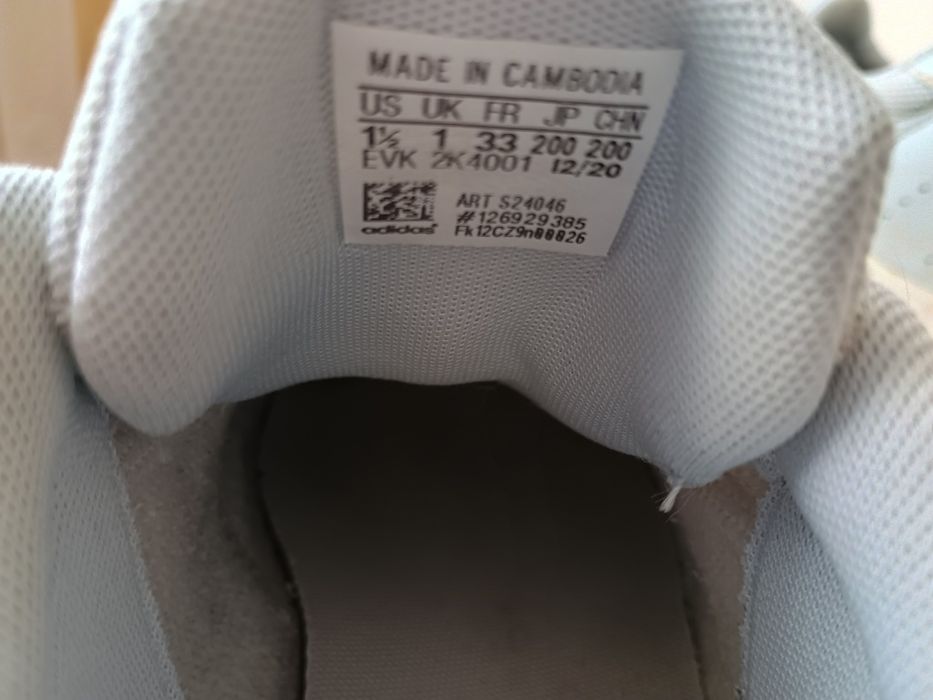 MADE IN CAMBODIA
US UK FR JP CHN
1½ 1 33 200 200
EVK 2K4001 12/20
ART S24046
#126929385
adidas Fk12CZ9n00026